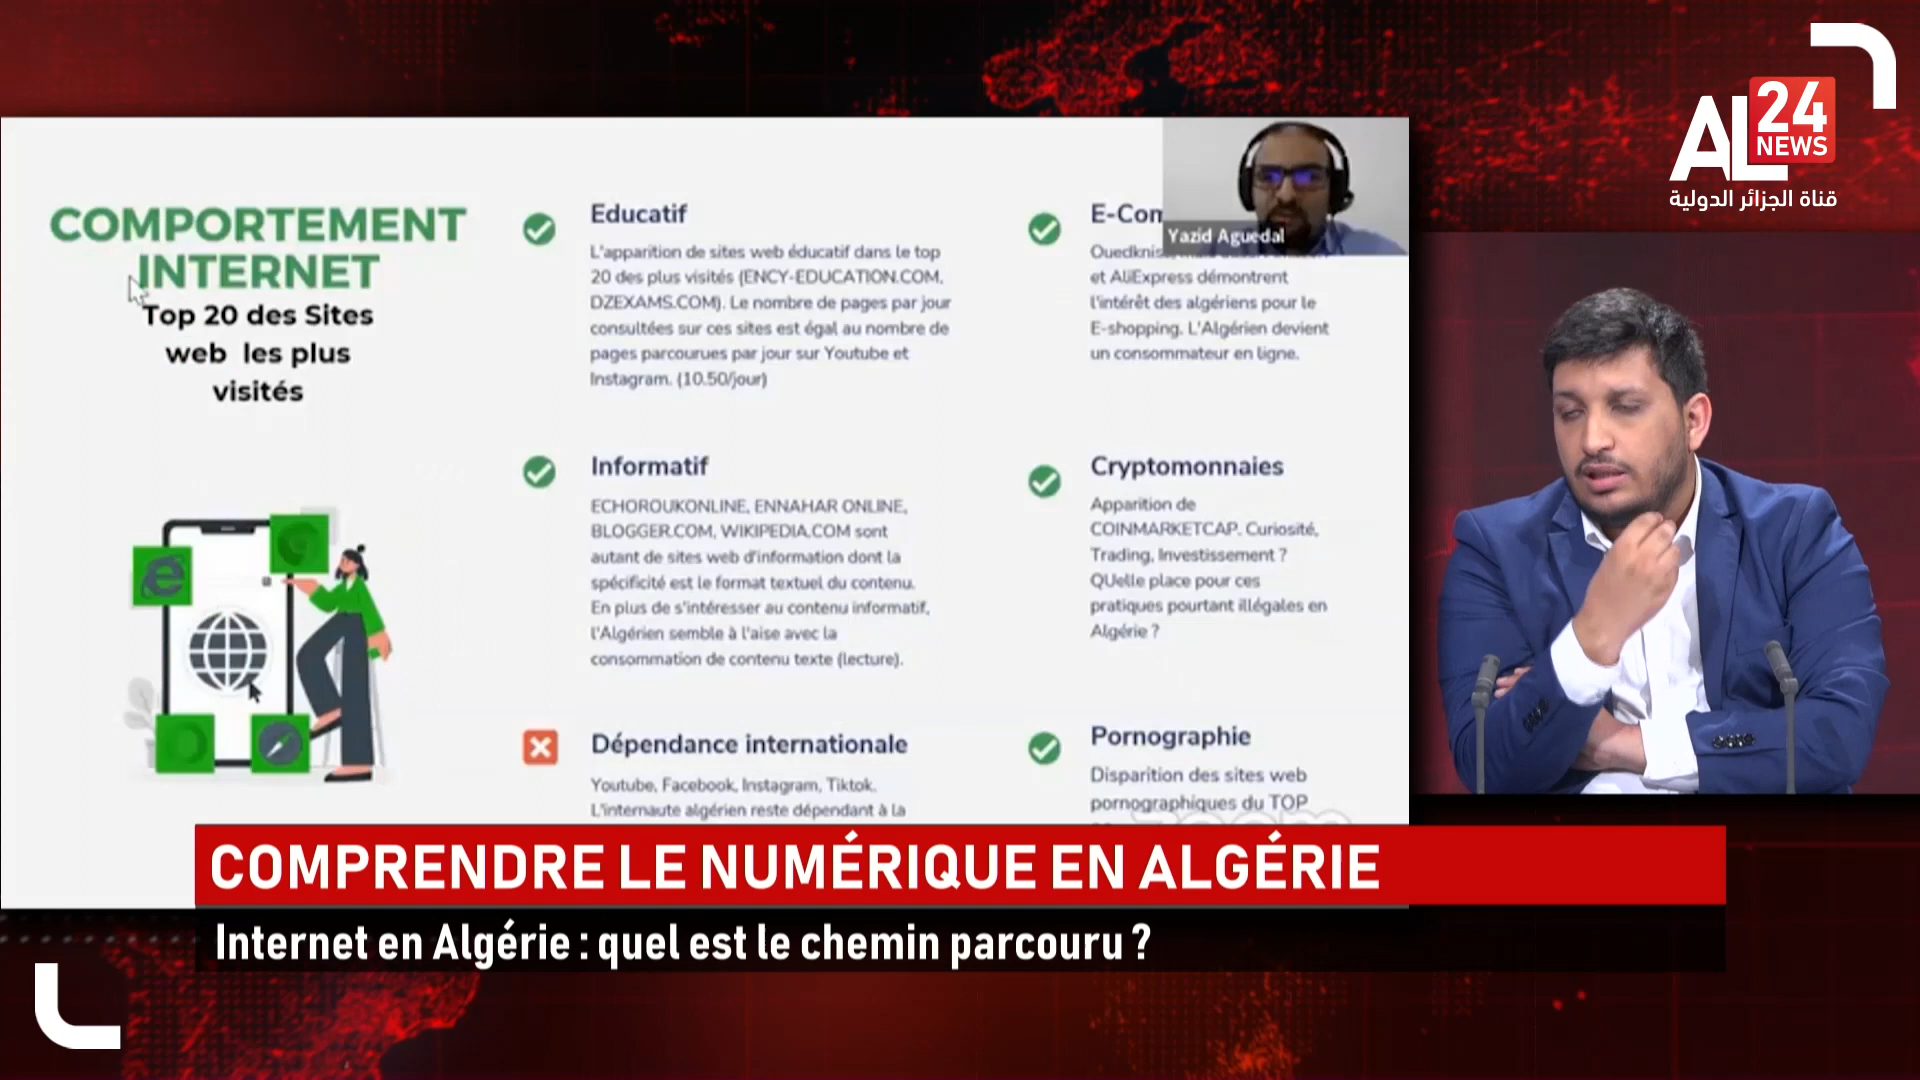 AL
24
NEWS
قناة الجزائر الدولية
COMPORTEMENT
INTERNET
Top 20 des Sites
web les plus
visités
Educatif
L'apparition de sites web éducatif dans le top
20 des plus visités (ENCY-EDUCATION.COM,
DZEXAMS.COM). Le nombre de pages par jour
consultées sur ces sites est égal au nombre de
pages parcourues par jour sur Youtube et
Instagram. (10.50/jour)
Informatif
ECHOROUKONLINE, ENNAHAR ONLINE,
BLOGGER.COM, WIKIPEDIA.COM sont
autant de sites web d'information dont la
spécificité est le format textuel du contenu.
En plus de s'intéresser au contenu informatif,
l'Algérien semble à l'aise avec la
consommation de contenu texte (lecture).
Dépendance internationale
Youtube, Facebook, Instagram, Tiktok.
L'internaute algérien reste dépendant à la
E-Com
Yazid Aguedal
Ouedknis
et AliExpress démontrent
l'intérêt des algériens pour le
E-shopping. L'Algérien devient
un consommateur en ligne.
Cryptomonnaies
Apparition de
COINMARKETCAP. Curiosité,
Trading, Investissement ?
QUelle place pour ces
pratiques pourtant illégales en
Algérie ?
Pornographie
Disparition des sites web
pornographiques du TOP
zoom
COMPRENDRE LE NUMÉRIQUE EN ALGÉRIE
Internet en Algérie : quel est le chemin parcouru ?